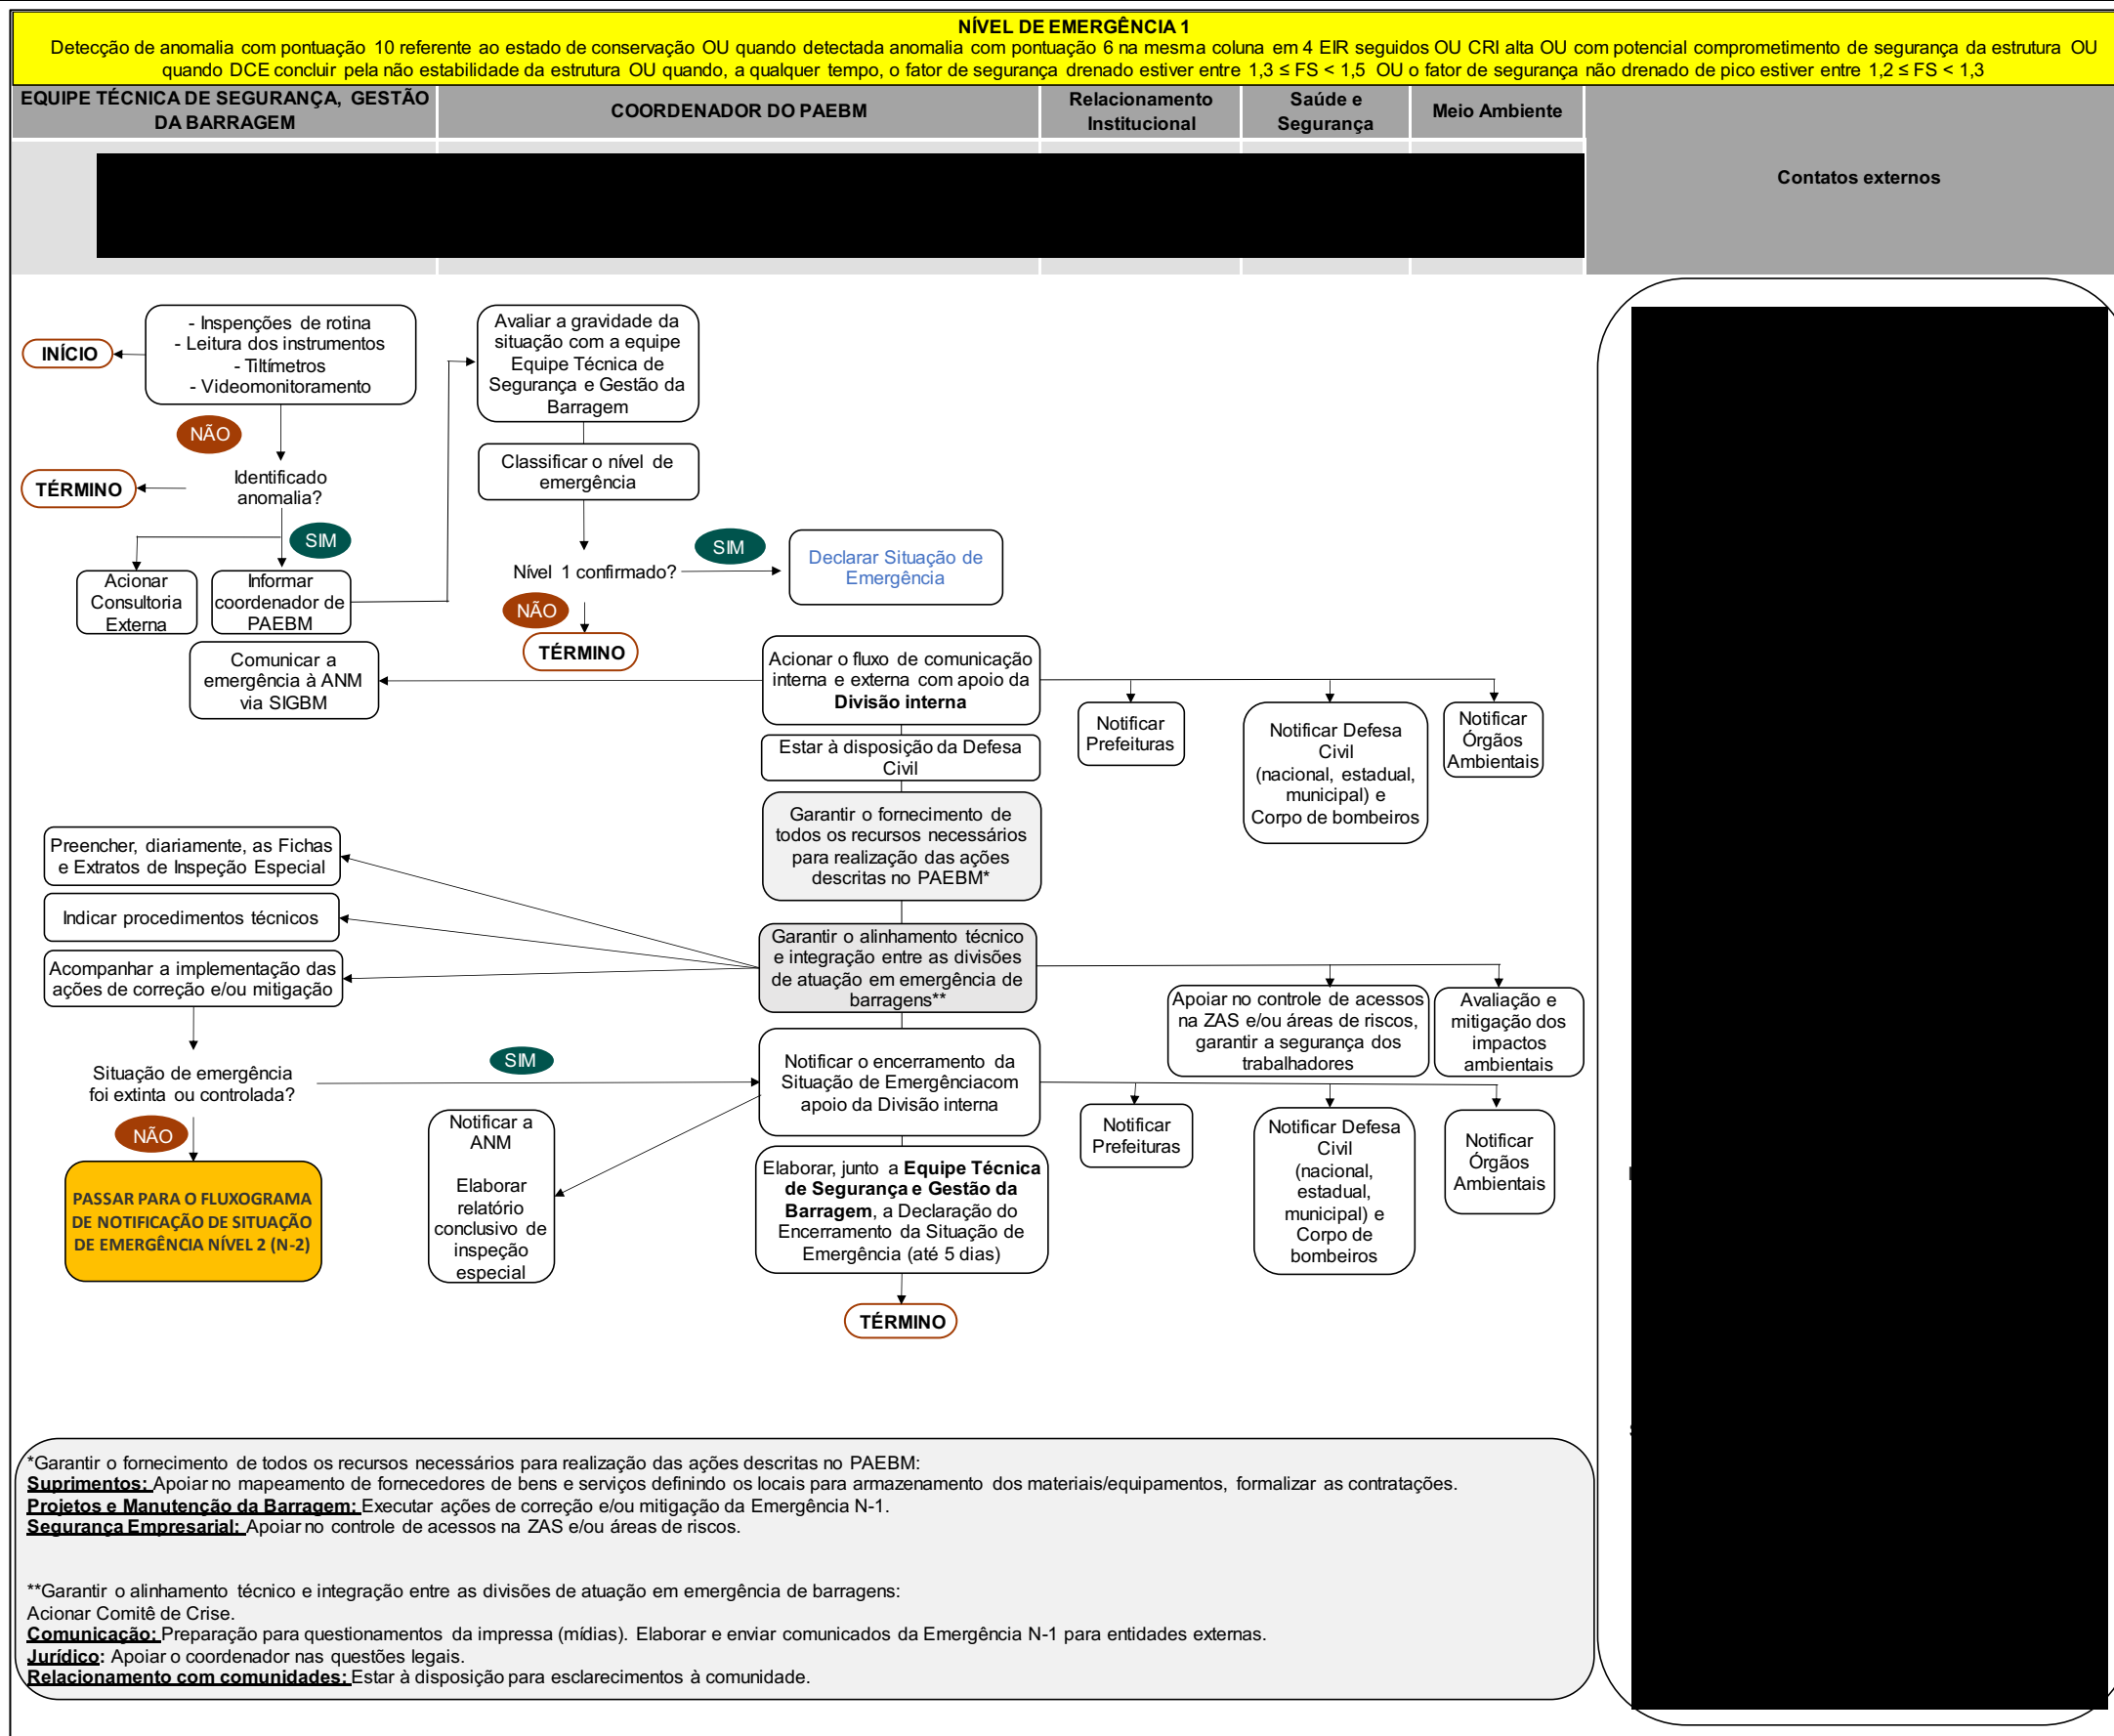 NÍVEL DE EMERGÊNCIA 1
Detecção de anomalia com pontuação 10 referente ao estado de conservação OU quando detectada anomalia com pontuação 6 na mesma coluna em 4 EIR seguidos OU CRI alta OU com potencial comprometimento de segurança da estrutura OU
quando DCE concluir pela não estabilidade da estrutura OU quando, a qualquer tempo, o fator de segurança drenado estiver entre 1,3 ≤ FS < 1,5 OU o fator de segurança não drenado de pico estiver entre 1,2 ≤ FS < 1,3
EQUIPE TÉCNICA DE SEGURANÇA, GESTÃO
DA BARRAGEM
COORDENADOR DO PAEBM
Relacionamento
Institucional
Saúde e
Segurança
Meio Ambiente
Contatos externos
- Inspenções de rotina
- Leitura dos instrumentos
- Tiltímetros
- Videomonitoramento
INÍCIO
NÃO
Identificado
anomalia?
TÉRMINO
SIM
Acionar
Consultoria
Externa
Informar
coordenador de
PAEBM
Avaliar a gravidade da
situação com a equipe
Equipe Técnica de
Segurança e Gestão da
Barragem
Classificar o nível de
emergência
Nível 1 confirmado?
SIM
Declarar Situação de
Emergência
NÃO
TÉRMINO
Comunicar a
emergência à ANM
via SIGBM
Acionar o fluxo de comunicação
interna e externa com apoio da
Divisão interna
Notificar
Prefeituras
Notificar Defesa
Civil
(nacional, estadual,
municipal) e
Corpo de bombeiros
Notificar
Órgãos
Ambientais
Estar à disposição da Defesa
Civil
Garantir o fornecimento de
todos os recursos necessários
para realização das ações
descritas no PAEBM*
Preencher, diariamente, as Fichas
e Extratos de Inspeção Especial
Indicar procedimentos técnicos
Acompanhar a implementação das
ações de correção e/ou mitigação
Garantir o alinhamento técnico
e integração entre as divisões
de atuação em emergência de
barragens**
Apoiar no controle de acessos
na ZAS e/ou áreas de riscos,
garantir a segurança dos
trabalhadores
Avaliação e
mitigação dos
impactos
ambientais
Situação de emergência
foi extinta ou controlada?
SIM
Notificar o encerramento da
Situação de Emergênciacom
apoio da Divisão interna
NÃO
PASSAR PARA O FLUXOGRAMA
DE NOTIFICAÇÃO DE SITUAÇÃO
DE EMERGÊNCIA NÍVEL 2 (N-2)
Notificar a
ANM
Elaborar
relatório
conclusivo de
inspeção
especial
Elaborar, junto a Equipe Técnica
de Segurança e Gestão da
Barragem, a Declaração do
Encerramento da Situação de
Emergência (até 5 dias)
Notificar
Prefeituras
Notificar Defesa
Civil
(nacional,
estadual,
municipal) e
Corpo de
bombeiros
Notificar
Órgãos
Ambientais
TÉRMINO
*Garantir o fornecimento de todos os recursos necessários para realização das ações descritas no PAEBM:
Suprimentos: Apoiar no mapeamento de fornecedores de bens e serviços definindo os locais para armazenamento dos materiais/equipamentos, formalizar as contratações.
Projetos e Manutenção da Barragem: Executar ações de correção e/ou mitigação da Emergência N-1.
Segurança Empresarial: Apoiar no controle de acessos na ZAS e/ou áreas de riscos.
**Garantir o alinhamento técnico e integração entre as divisões de atuação em emergência de barragens:
Acionar Comitê de Crise.
Comunicação: Preparação para questionamentos da impressa (mídias). Elaborar e enviar comunicados da Emergência N-1 para entidades externas.
Jurídico: Apoiar o coordenador nas questões legais.
Relacionamento com comunidades: Estar à disposição para esclarecimentos à comunidade.